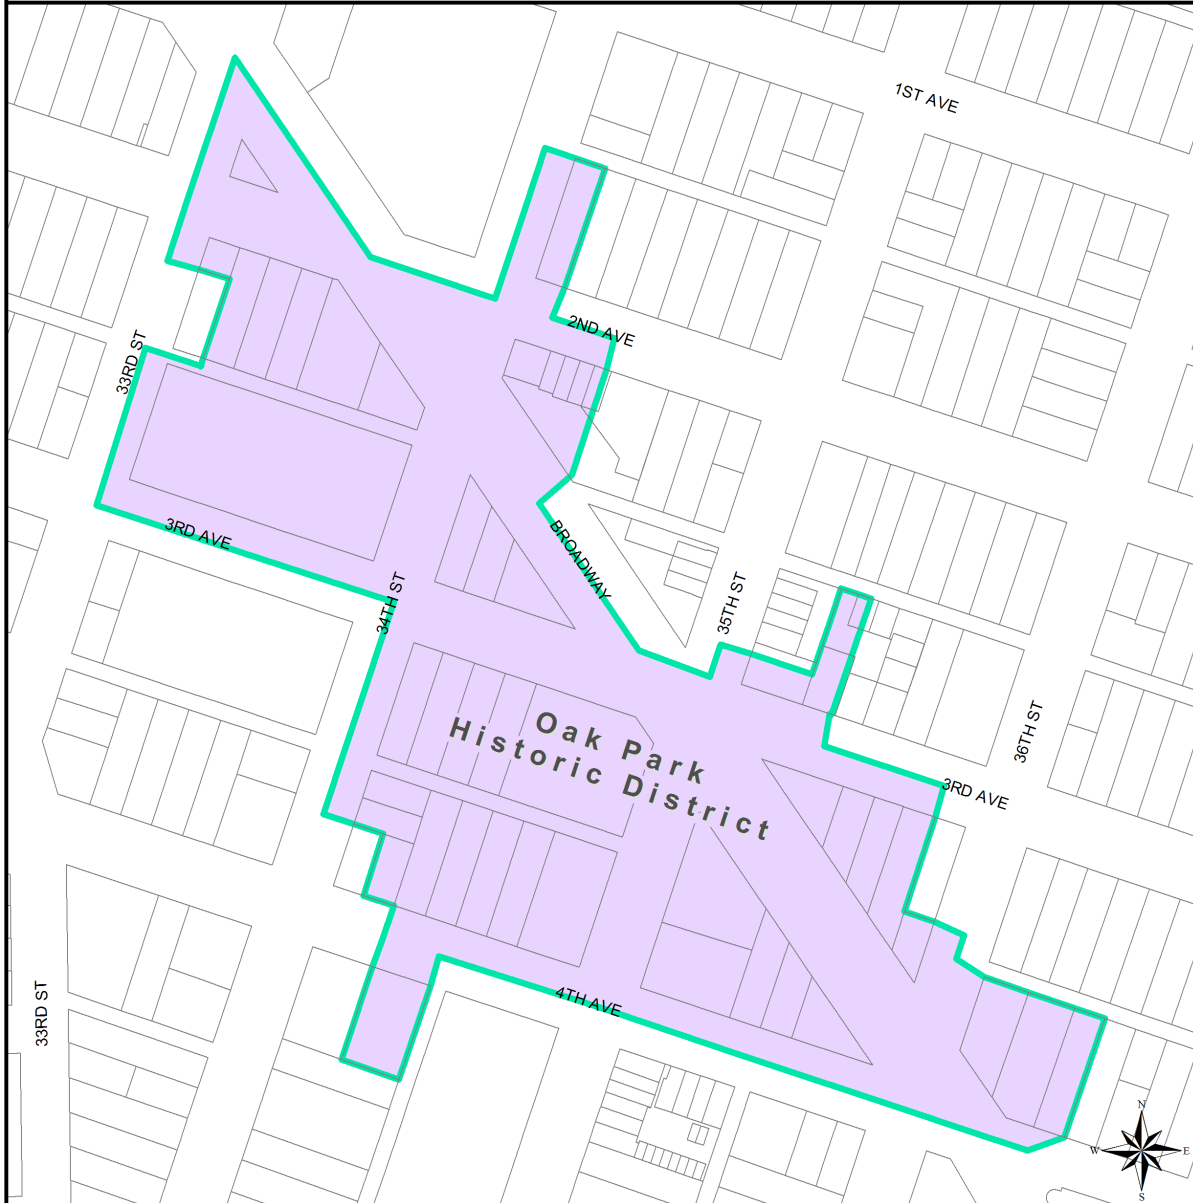 1ST AVE
2ND AVE
33RD ST
3RD AVE
BROADWAY
34TH ST
35TH ST
36TH ST
Oak Park
Historic District
3RD AVE
4TH AVE
33RD ST
N
W E
S